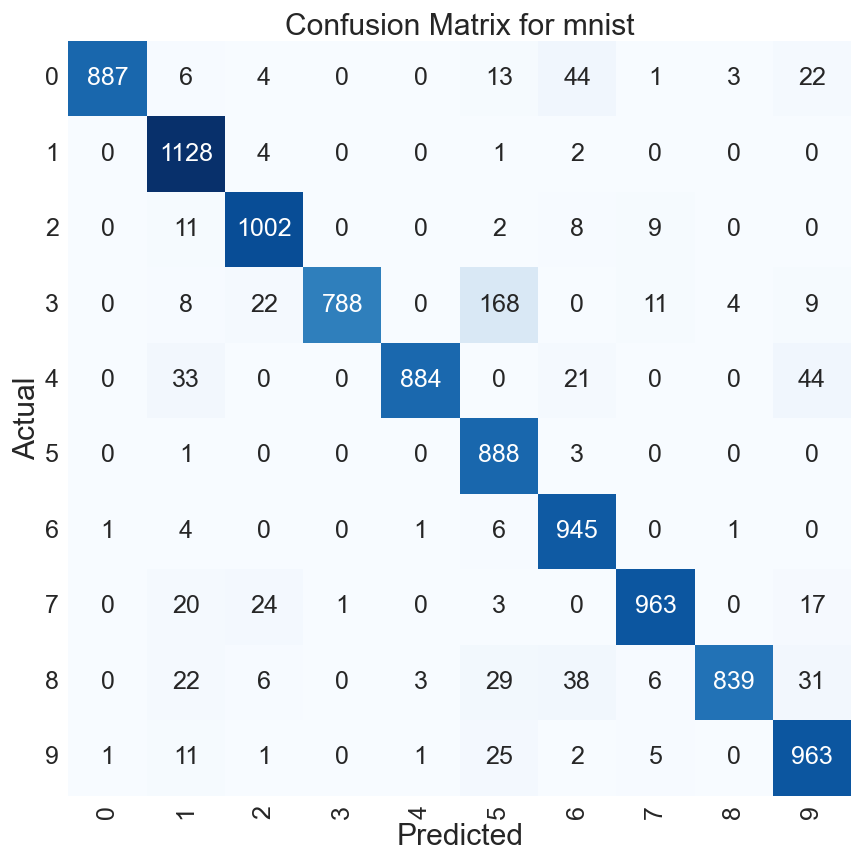 Confusion Matrix for mnist
0 887 6 4 0 0 13 44 1 3 22
1 0 1128 4 0 0 1 2 0 0 0
2 0 11 1002 0 0 2 8 9 0 0
3 0 8 22 788 0 168 0 11 4 9
4 0 33 0 0 884 0 21 0 0 44
Actual
5 0 1 0 0 0 888 3 0 0 0
6 1 4 0 0 1 6 945 0 1 0
7 0 20 24 1 0 3 0 963 0 17
8 0 22 6 0 3 29 38 6 839 31
9 1 11 1 0 1 25 2 5 0 963
0 1 2 3 4 5 6 7 8 9
Predicted